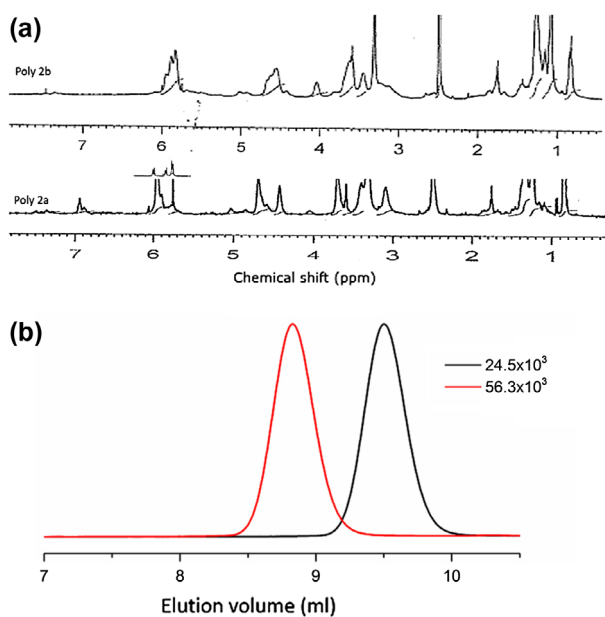 (a)
Poly 2b
7 6 5 4 3 2 1
Poly 2a
7 6 5 4 3 2 1
Chemical shift (ppm)
(b)
24.5x10³
56.3x10³
7 8 9 10
Elution volume (ml)